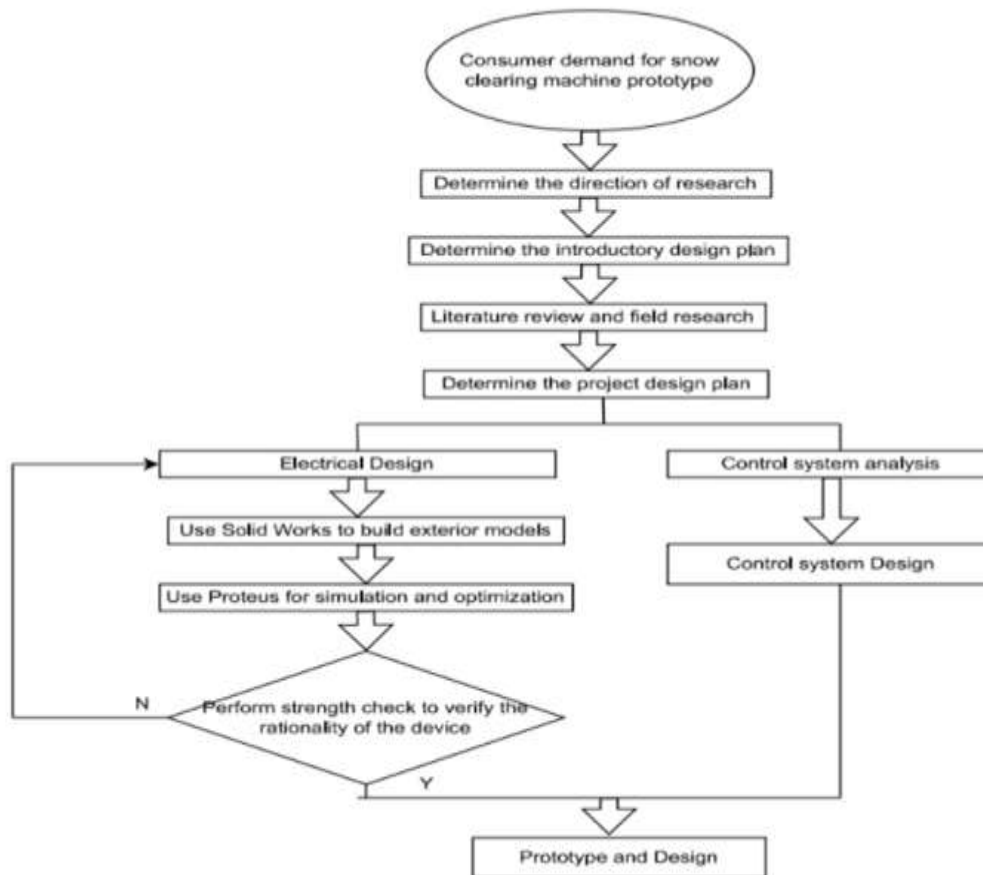 Consumer demand for snow
clearing machine prototype
Determine the direction of research
Determine the introductory design plan
Literature review and field research
Determine the project design plan
Electrical Design
Control system analysis
Use Solid Works to build exterior models
Control system Design
Use Proteus for simulation and optimization
N
Perform strength check to verify the
rationality of the device
Y
Prototype and Design